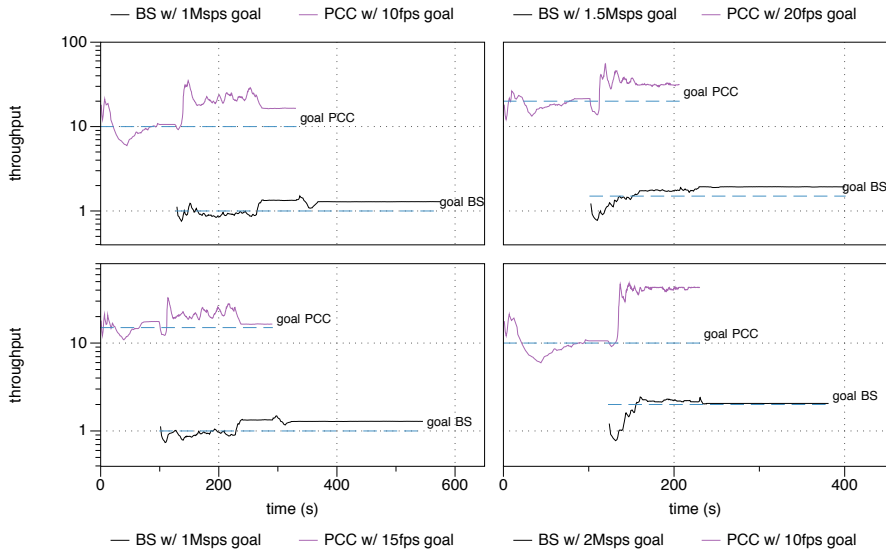 BS w/ 1Msps goal PCC w/ 10fps goal BS w/ 1.5Msps goal PCC w/ 20fps goal
100
10
1
throughput
goal PCC
goal BS
goal PCC
goal BS
10
1
throughput
goal PCC
goal BS
goal PCC
goal BS
0 200 400 600 0 200 400
time (s) time (s)
BS w/ 1Msps goal PCC w/ 15fps goal BS w/ 2Msps goal PCC w/ 10fps goal